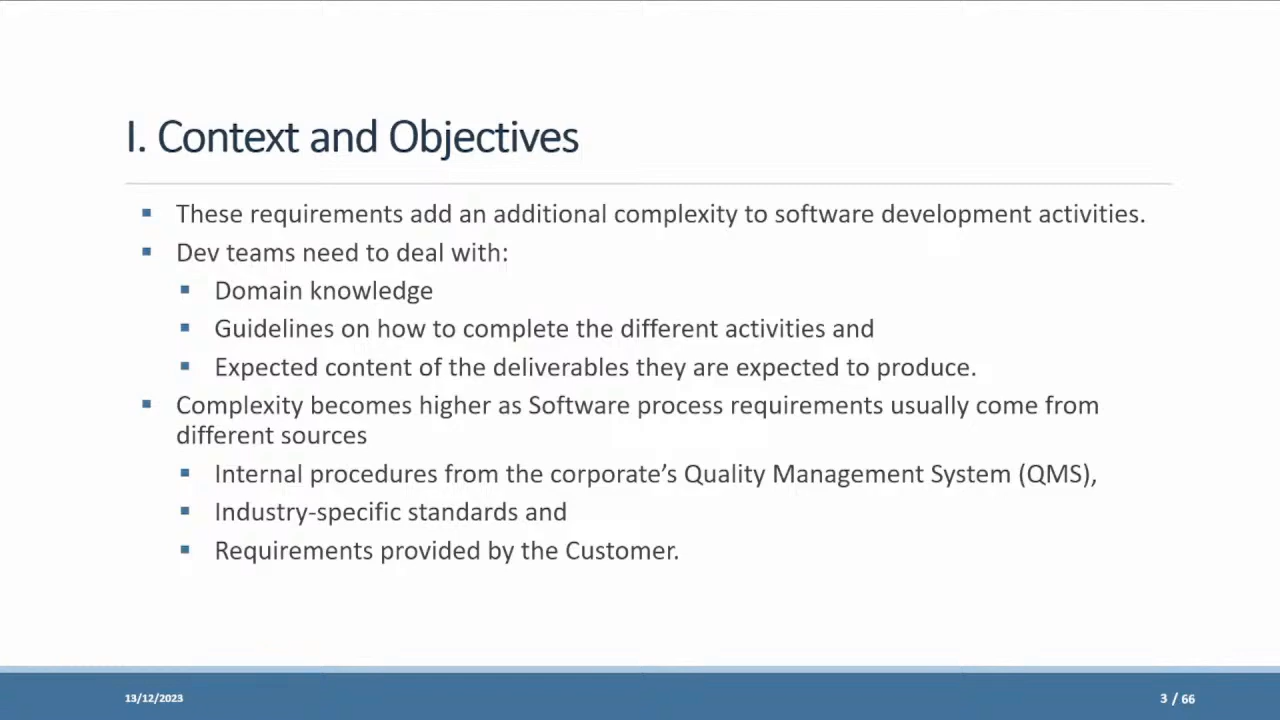 I. Context and Objectives
These requirements add an additional complexity to software development activities.
Dev teams need to deal with:
Domain knowledge
Guidelines on how to complete the different activities and
Expected content of the deliverables they are expected to produce.
Complexity becomes higher as Software process requirements usually come from
different sources
Internal procedures from the corporate’s Quality Management System (QMS),
Industry-specific standards and
Requirements provided by the Customer.
13/12/2023
3 / 66